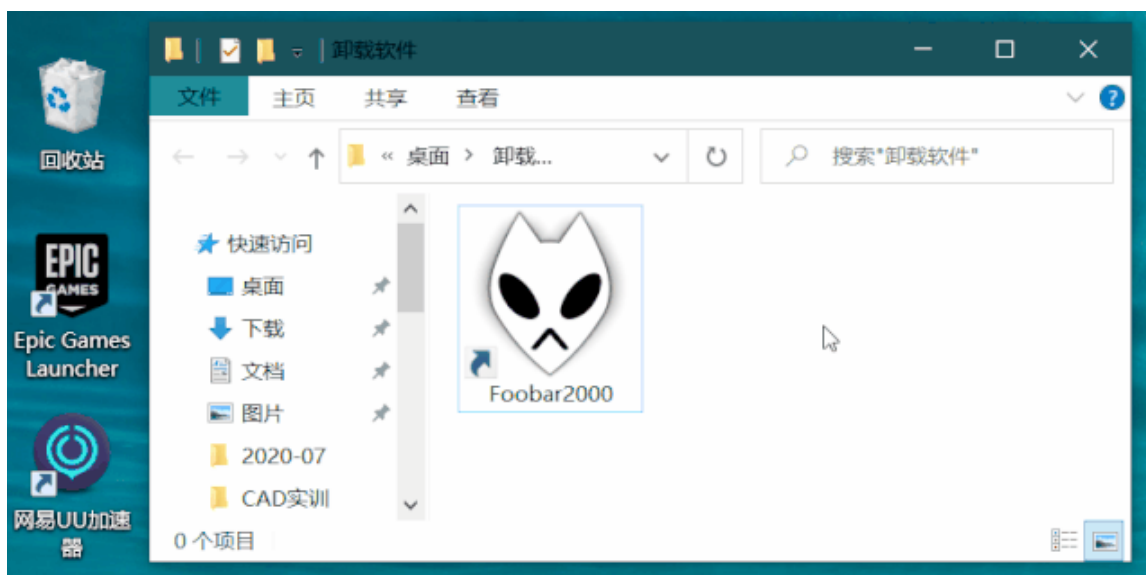 卸载软件
文件
主页
共享
查看
« 桌面 > 卸载...
搜索"卸载软件"
快速访问
桌面
下载
文档
图片
2020-07
CAD实训
Foobar2000
0 个项目
回收站
EPIC
GAMES
Epic Games
Launcher
网易UU加速
器